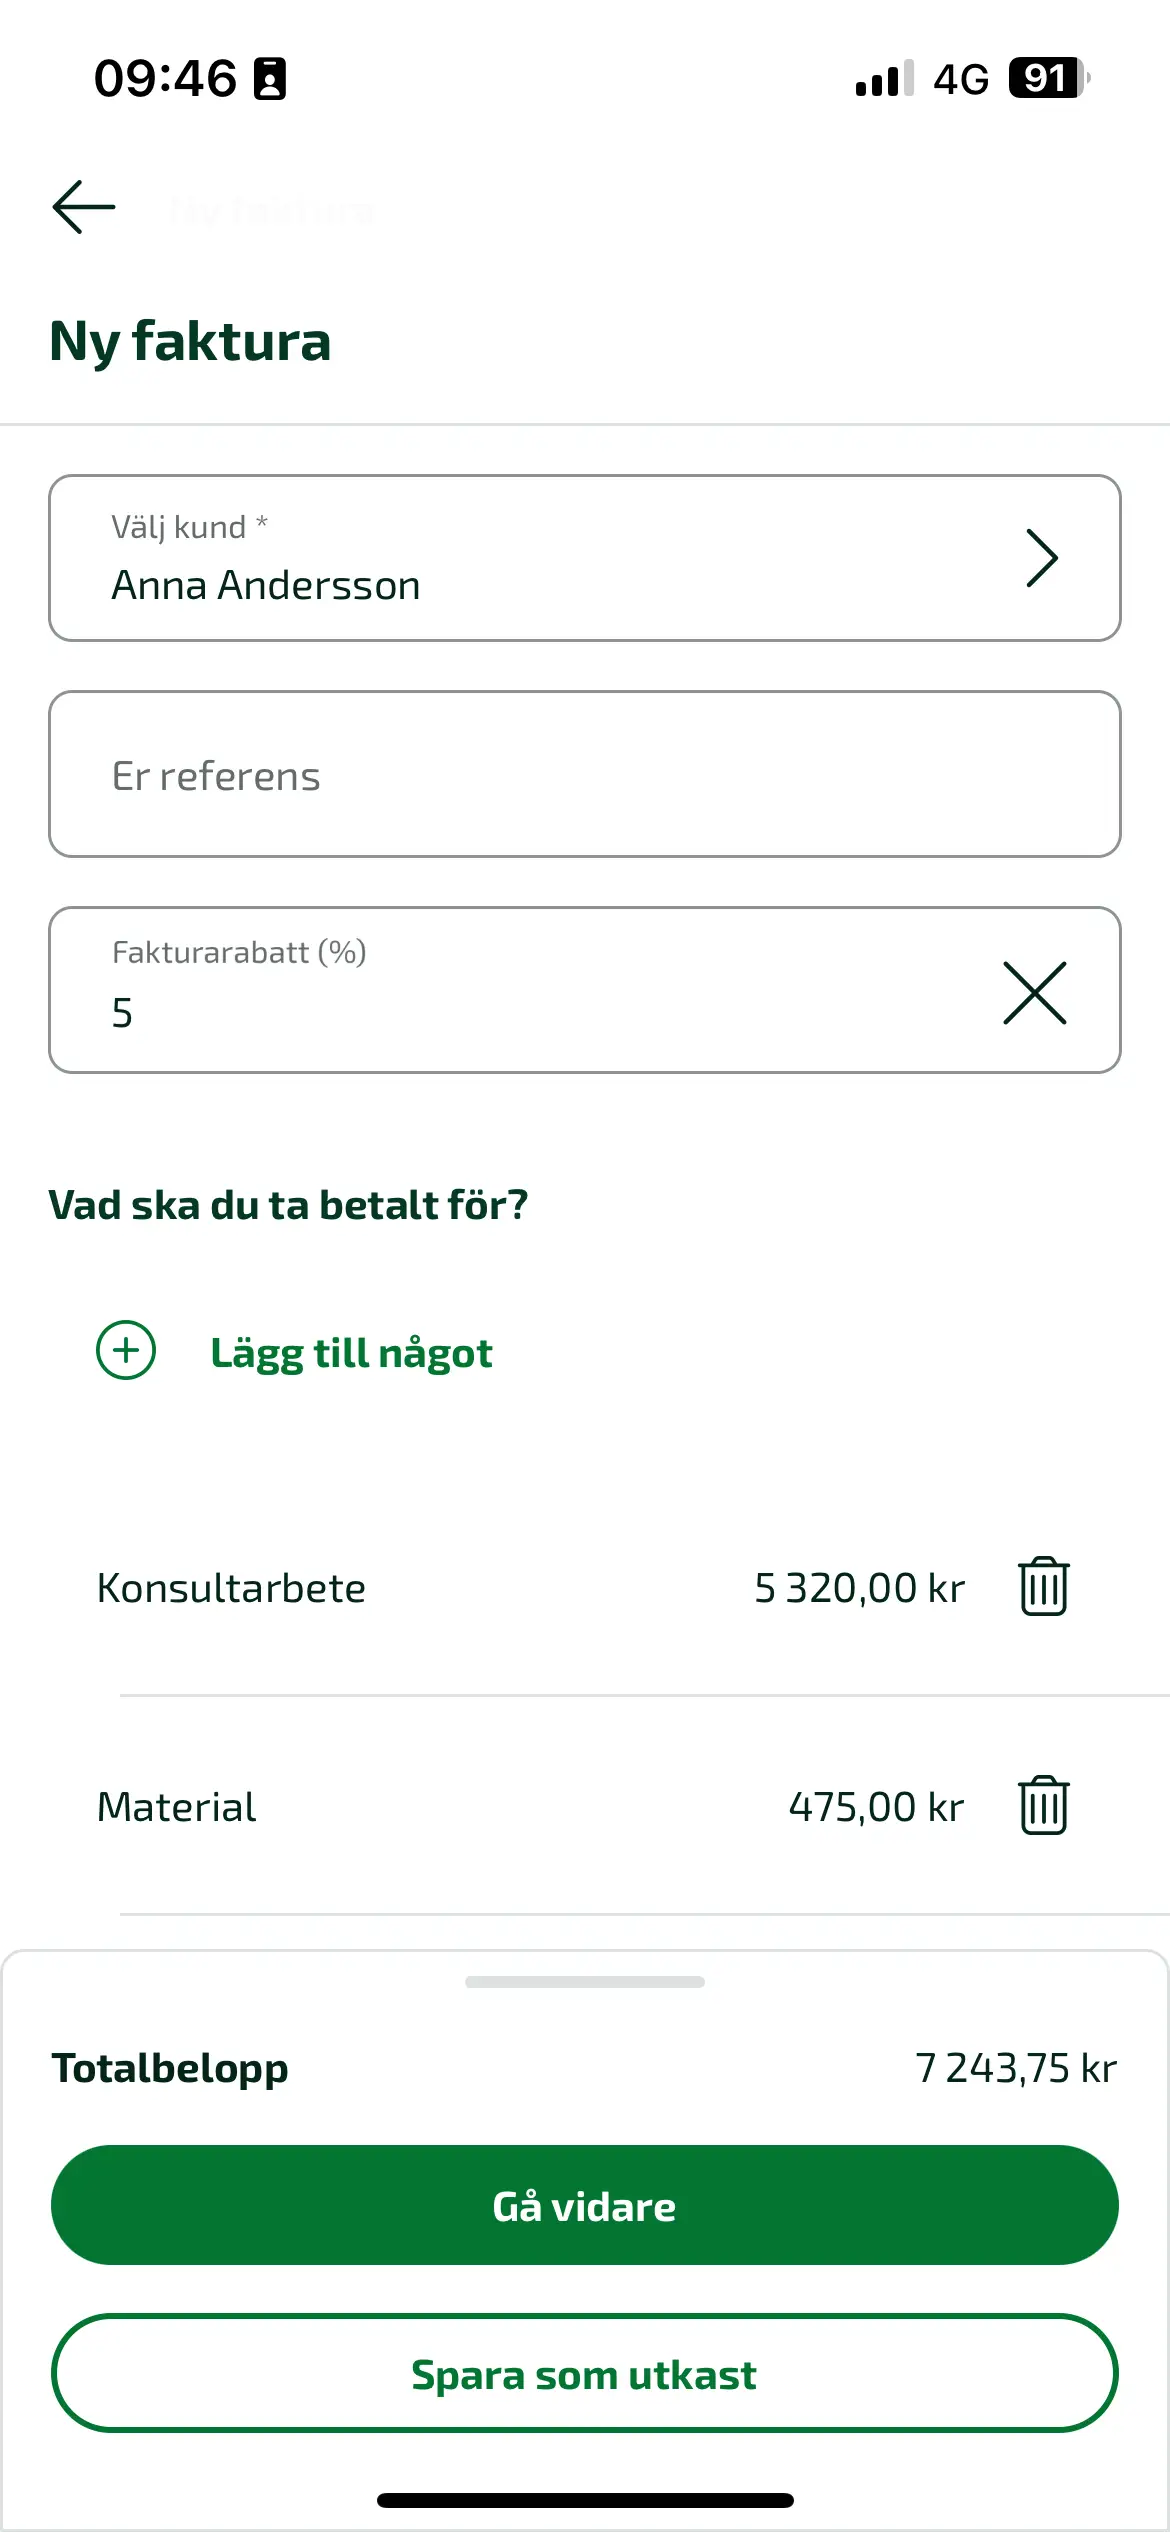 09:46
4G 91
Ny faktura
Ny faktura
Välj kund *
Anna Andersson
Er referens
Fakturarabatt (%)
5
Vad ska du ta betalt för?
Lägg till något
Konsultarbete 5 320,00 kr
Material 475,00 kr
Totalbelopp 7 243,75 kr
Gå vidare
Spara som utkast